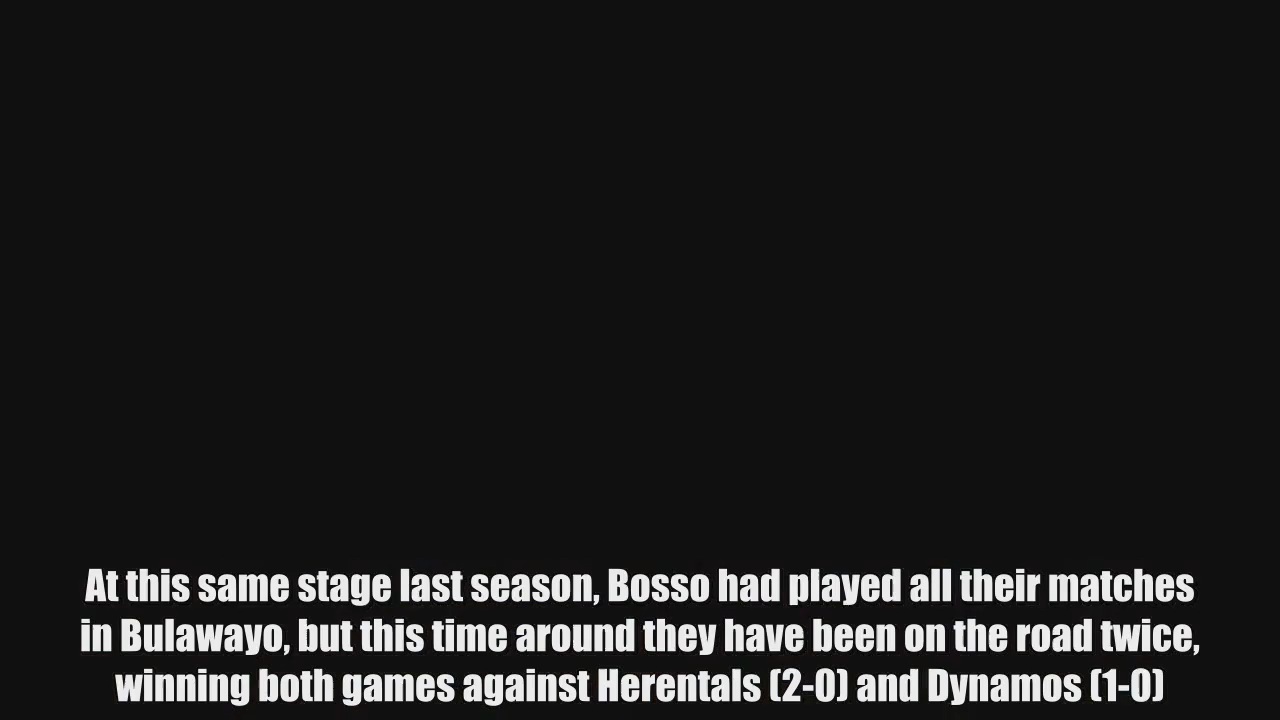 At this same stage last season, Bosso had played all their matches
in Bulawayo, but this time around they have been on the road twice,
winning both games against Herentals (2-0) and Dynamos (1-0)